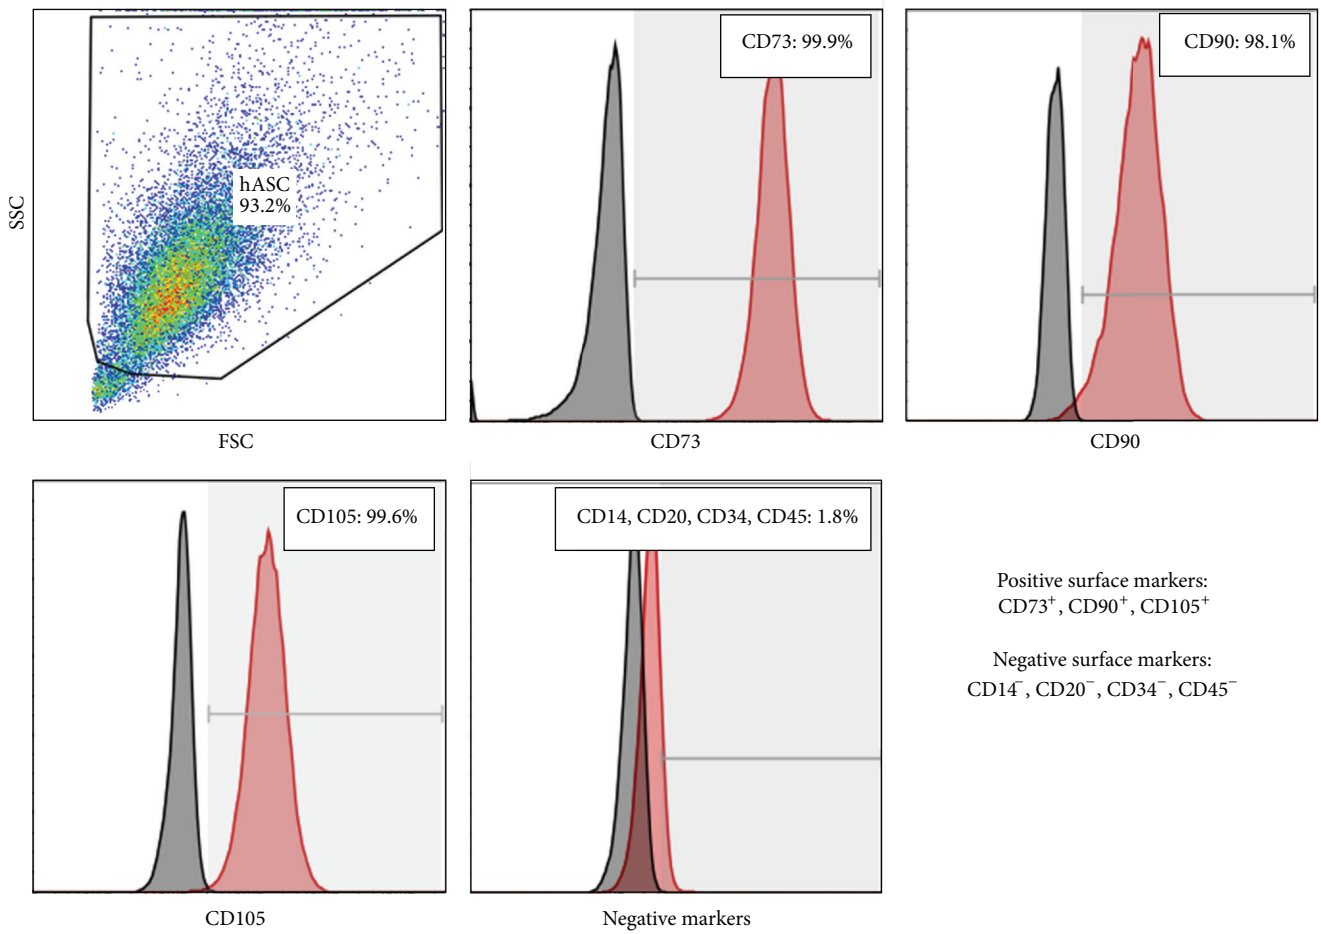 SSC
hASC
93.2%
FSC
CD73: 99.9%
CD73
CD90: 98.1%
CD90
CD105: 99.6%
CD105
CD14, CD20, CD34, CD45: 1.8%
Negative markers
Positive surface markers:
CD73⁺, CD90⁺, CD105⁺
Negative surface markers:
CD14⁻, CD20⁻, CD34⁻, CD45⁻